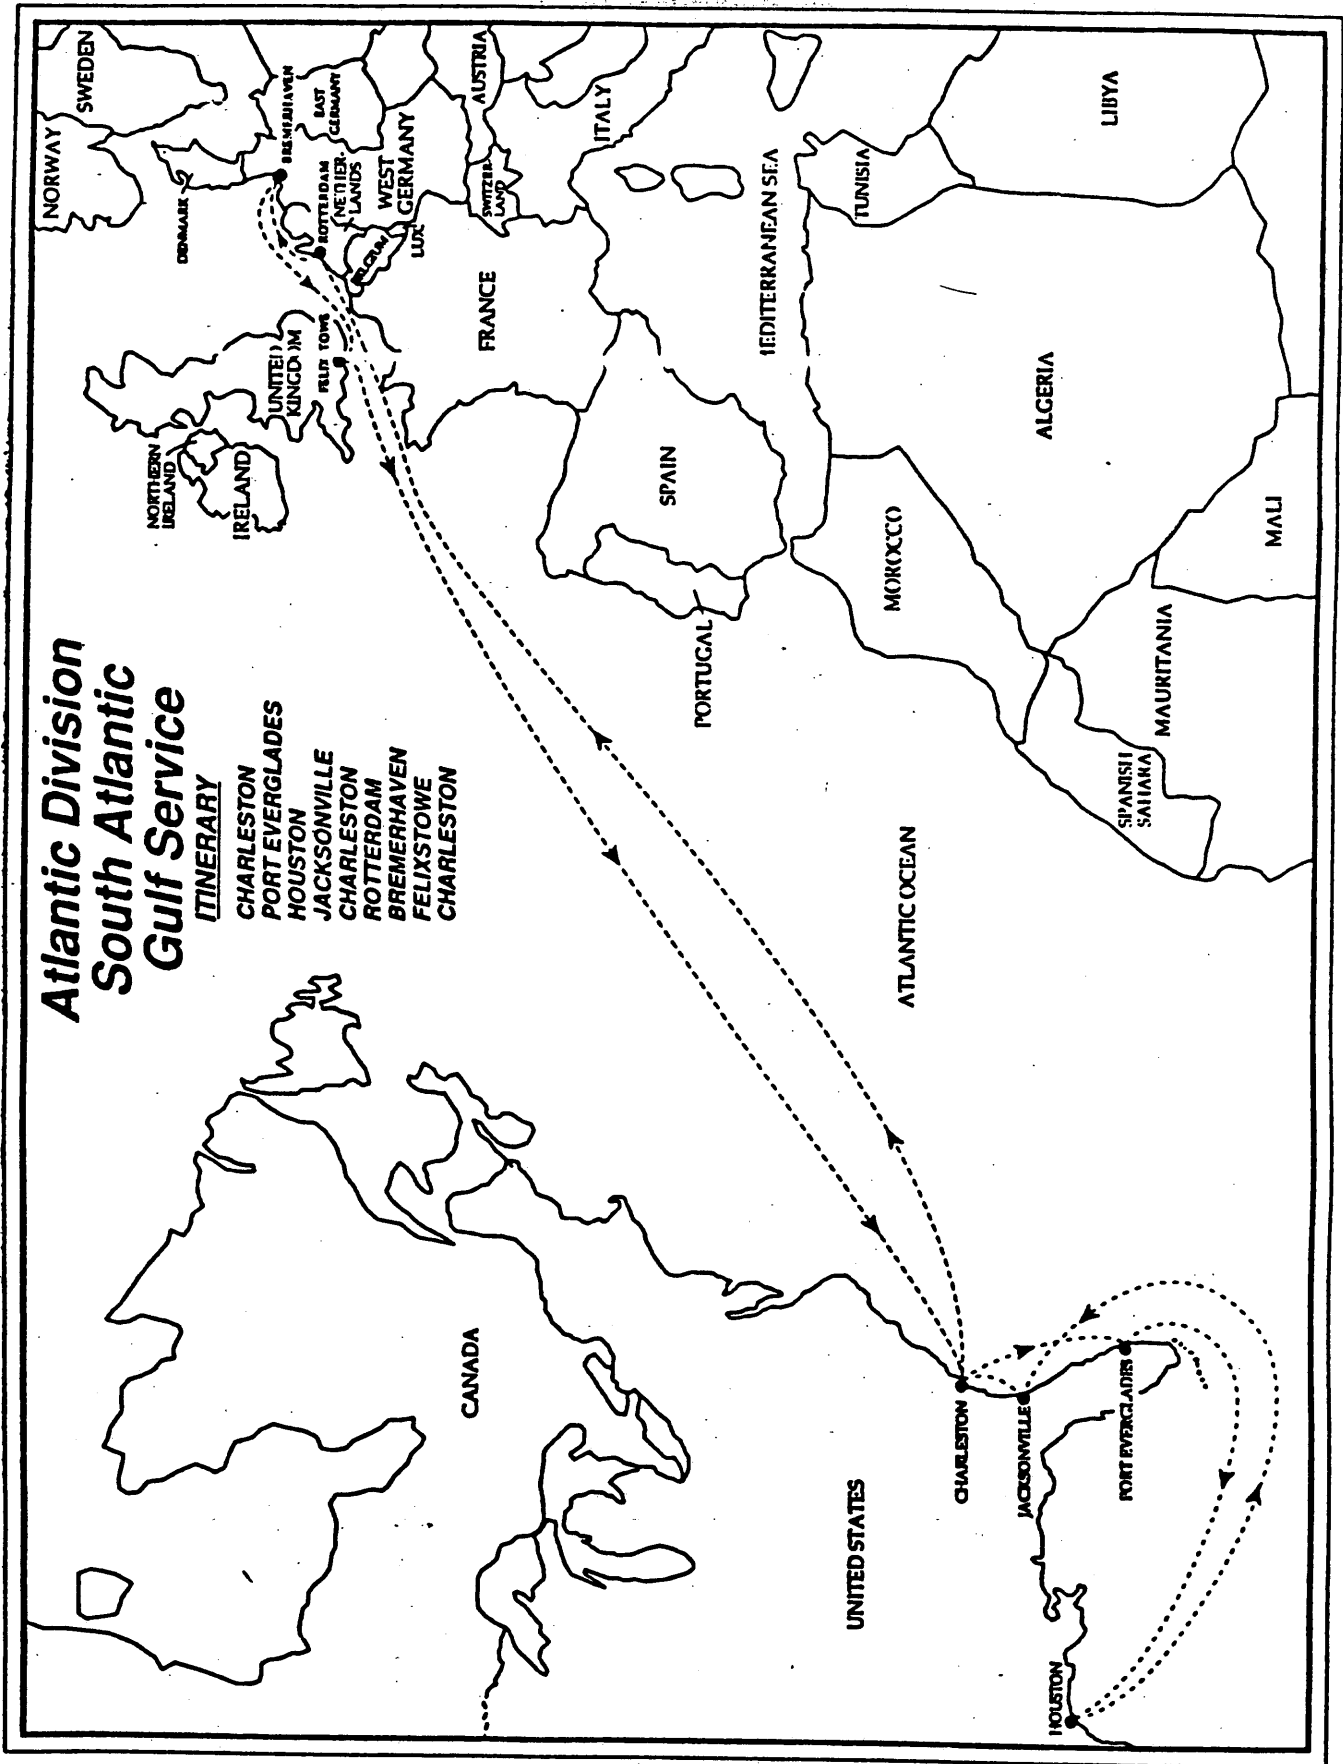 Atlantic Division
South Atlantic
Gulf Service
ITINERARY
CHARLESTON
PORT EVERGLADES
HOUSTON
JACKSONVILLE
CHARLESTON
ROTTERDAM
BREMERHAVEN
FELIXSTOWE
CHARLESTON
NORWAY
SWEDEN
DENMARK
BREMERHAVEN
EAST
GERMANY
ROTTERDAM
NETHER-
LANDS
WEST
GERMANY
BELGIUM
LUX
AUSTRIA
SWITZER-
LAND
ITALY
FRANCE
UNITED
KINGDOM
FELIX TOWE
NORTHERN
IRELAND
IRELAND
SPAIN
PORTUGAL
MEDITERRANEAN SEA
TUNISIA
LIBYA
ALGERIA
MOROCCO
MALI
MAURITANIA
SPANISH
SAHARA
ATLANTIC OCEAN
CANADA
UNITED STATES
CHARLESTON
JACKSONVILLE
PORT EVERGLADES
HOUSTON